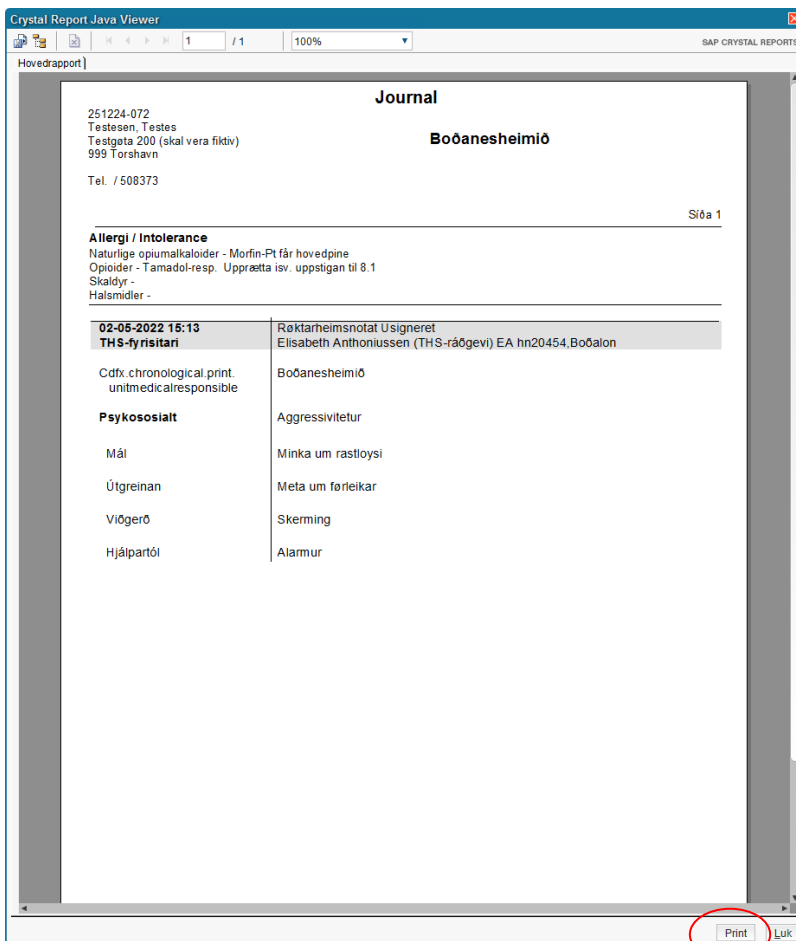 Crystal Report Java Viewer
1 / 1 100% SAP CRYSTAL REPORTS
Hovedrapport
Journal
251224-072
Testesen, Testes
Testgøta 200 (skal vera fiktiv)
999 Torshavn
Boðanesheimið
Tel. / 508373
Síða 1
Allergi / Intolerance
Naturlige opiumalkaloider - Morfin-Pt får hovedpine
Opioider - Tamadol-resp. Upprætta isv. uppstigan til 8.1
Skaldyr -
Halsmidler -
02-05-2022 15:13 Røktarheimsnotat Usigneret
THS-fyrisitari Elisabeth Anthoniussen (THS-ráðgevi) EA hn20454,Boðalon
Cdfx.chronological.print. Boðanesheimið
unitmedicalresponsible
Psykososialt Aggressivitetur
Mál Minka um rastloysi
Útgreinan Meta um førleikar
Viðgerð Skerming
Hjálpartól Alarmur
Print Luk